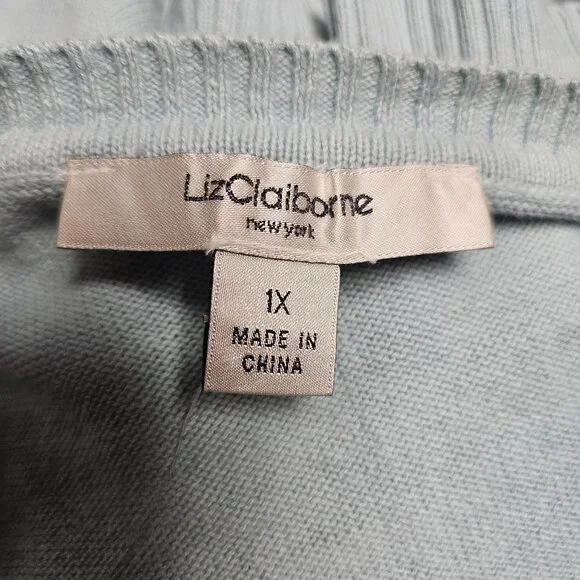 LizClaiborne
new york
1X
MADE IN
CHINA